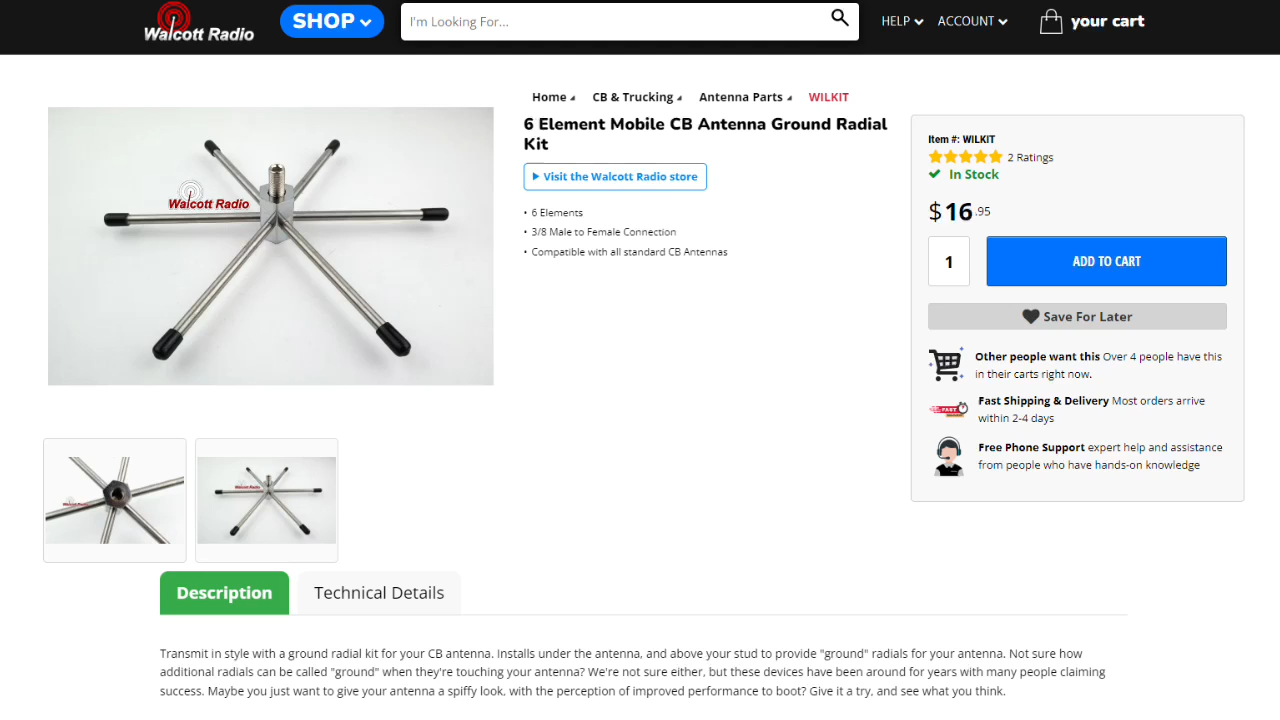 Walcott Radio
SHOP
I'm Looking For...
HELP
ACCOUNT
your cart
Home
CB & Trucking
Antenna Parts
WILKIT
6 Element Mobile CB Antenna Ground Radial
Kit
Visit the Walcott Radio store
• 6 Elements
• 3/8 Male to Female Connection
• Compatible with all standard CB Antennas
Walcott Radio
Item #: WILKIT
2 Ratings
In Stock
$16.95
1
ADD TO CART
Save For Later
Other people want this Over 4 people have this
in their carts right now.
FAST
Fast Shipping & Delivery Most orders arrive
within 2-4 days
Free Phone Support expert help and assistance
from people who have hands-on knowledge
Walcott Radio
Walcott Radio
Description
Technical Details
Transmit in style with a ground radial kit for your CB antenna. Installs under the antenna, and above your stud to provide "ground" radials for your antenna. Not sure how
additional radials can be called "ground" when they're touching your antenna? We're not sure either, but these devices have been around for years with many people claiming
success. Maybe you just want to give your antenna a spiffy look, with the perception of improved performance to boot? Give it a try, and see what you think.